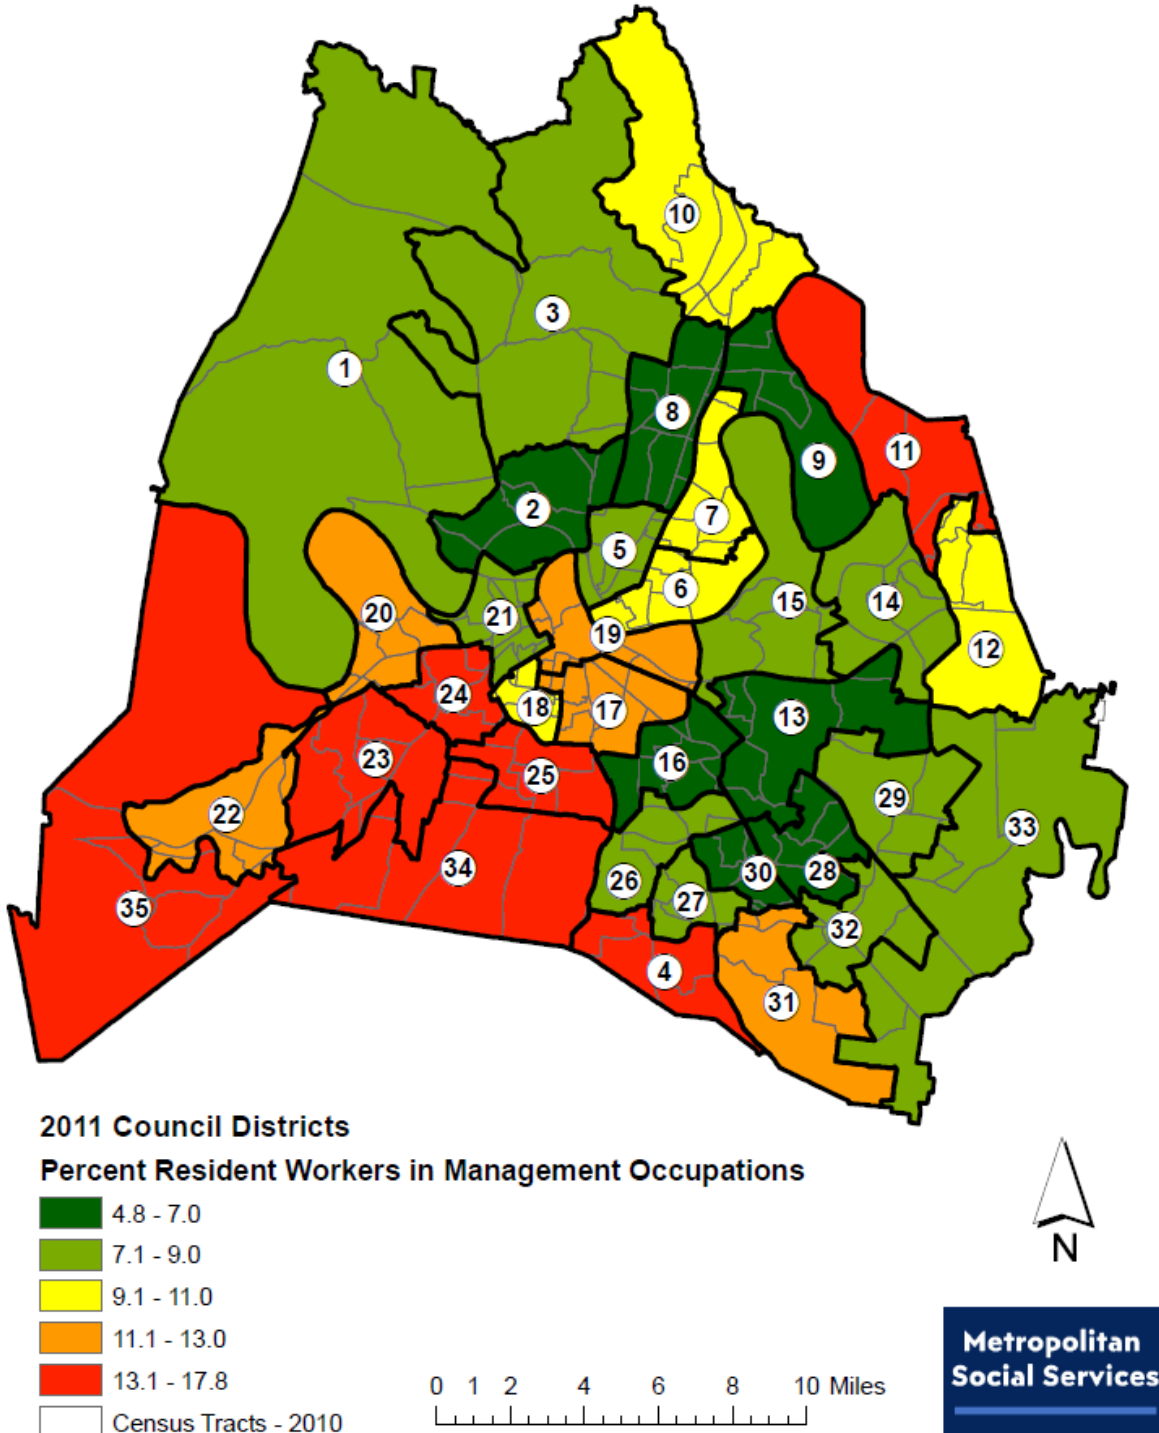 10
3
1
8
11
9
2
7
5
6
15
14
20
21
19
12
24
18
17
13
23
16
25
22
29
33
34
26
30
28
35
27
32
4
31
2011 Council Districts
Percent Resident Workers in Management Occupations
4.8 - 7.0
7.1 - 9.0
9.1 - 11.0
11.1 - 13.0
13.1 - 17.8
Census Tracts - 2010
0 1 2 4 6 8 10 Miles
N
Metropolitan
Social Services